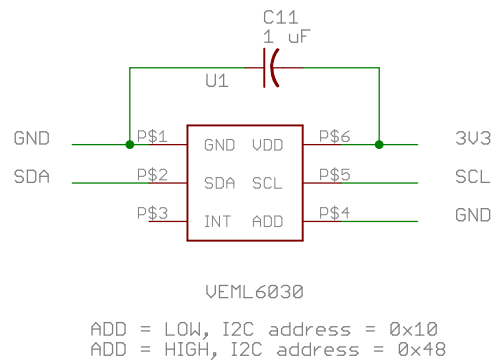 C11
1 uF
U1
GND P$1 GND VDD P$6 3V3
SDA P$2 SDA SCL P$5 SCL
P$3 INT ADD P$4 GND
VEML6030
ADD = LOW, I2C address = 0x10
ADD = HIGH, I2C address = 0x48